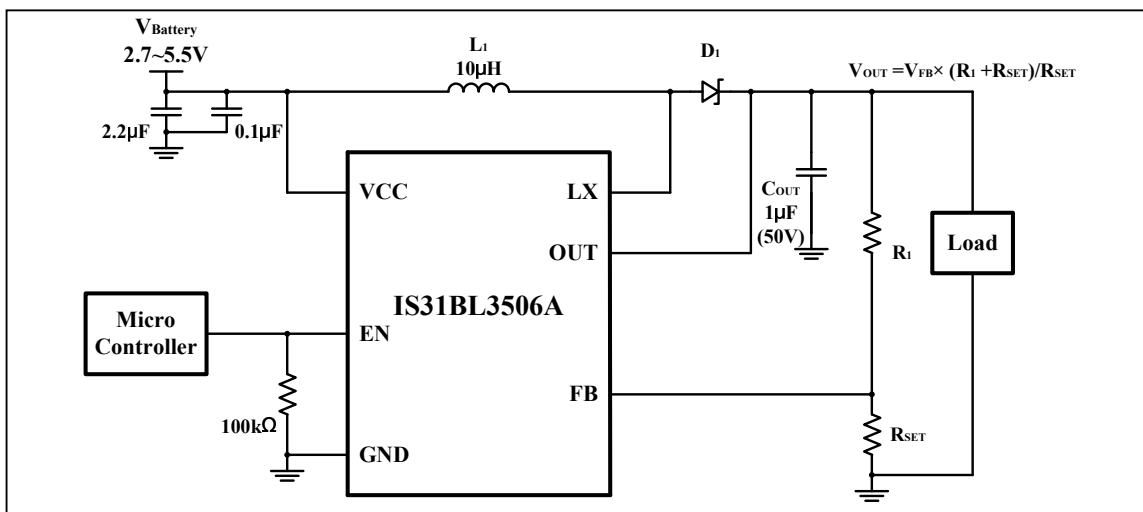 VBattery
2.7~5.5V
L1
10µH
D1
VOUT =VFB× (R1 +RSET)/RSET
2.2µF
0.1µF
VCC
LX
COUT
1µF
(50V)
OUT
R1
Load
IS31BL3506A
Micro
Controller
EN
FB
100kΩ
RSET
GND